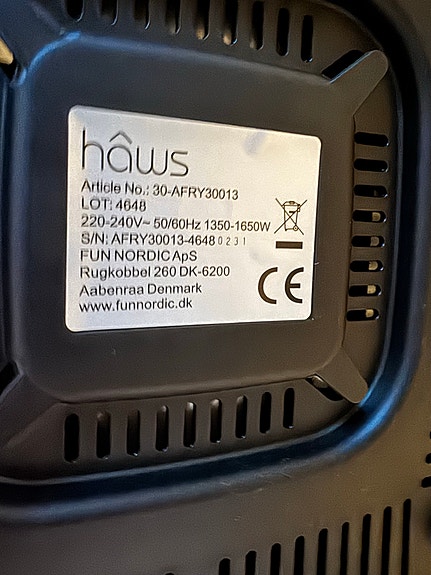 hâws
Article No.: 30-AFRY30013
LOT: 4648
220-240V~ 50/60Hz 1350-1650W
S/N: AFRY30013-4648 0231
FUN NORDIC ApS
Rugkobbel 260 DK-6200
Aabenraa Denmark
www.funnordic.dk
CE